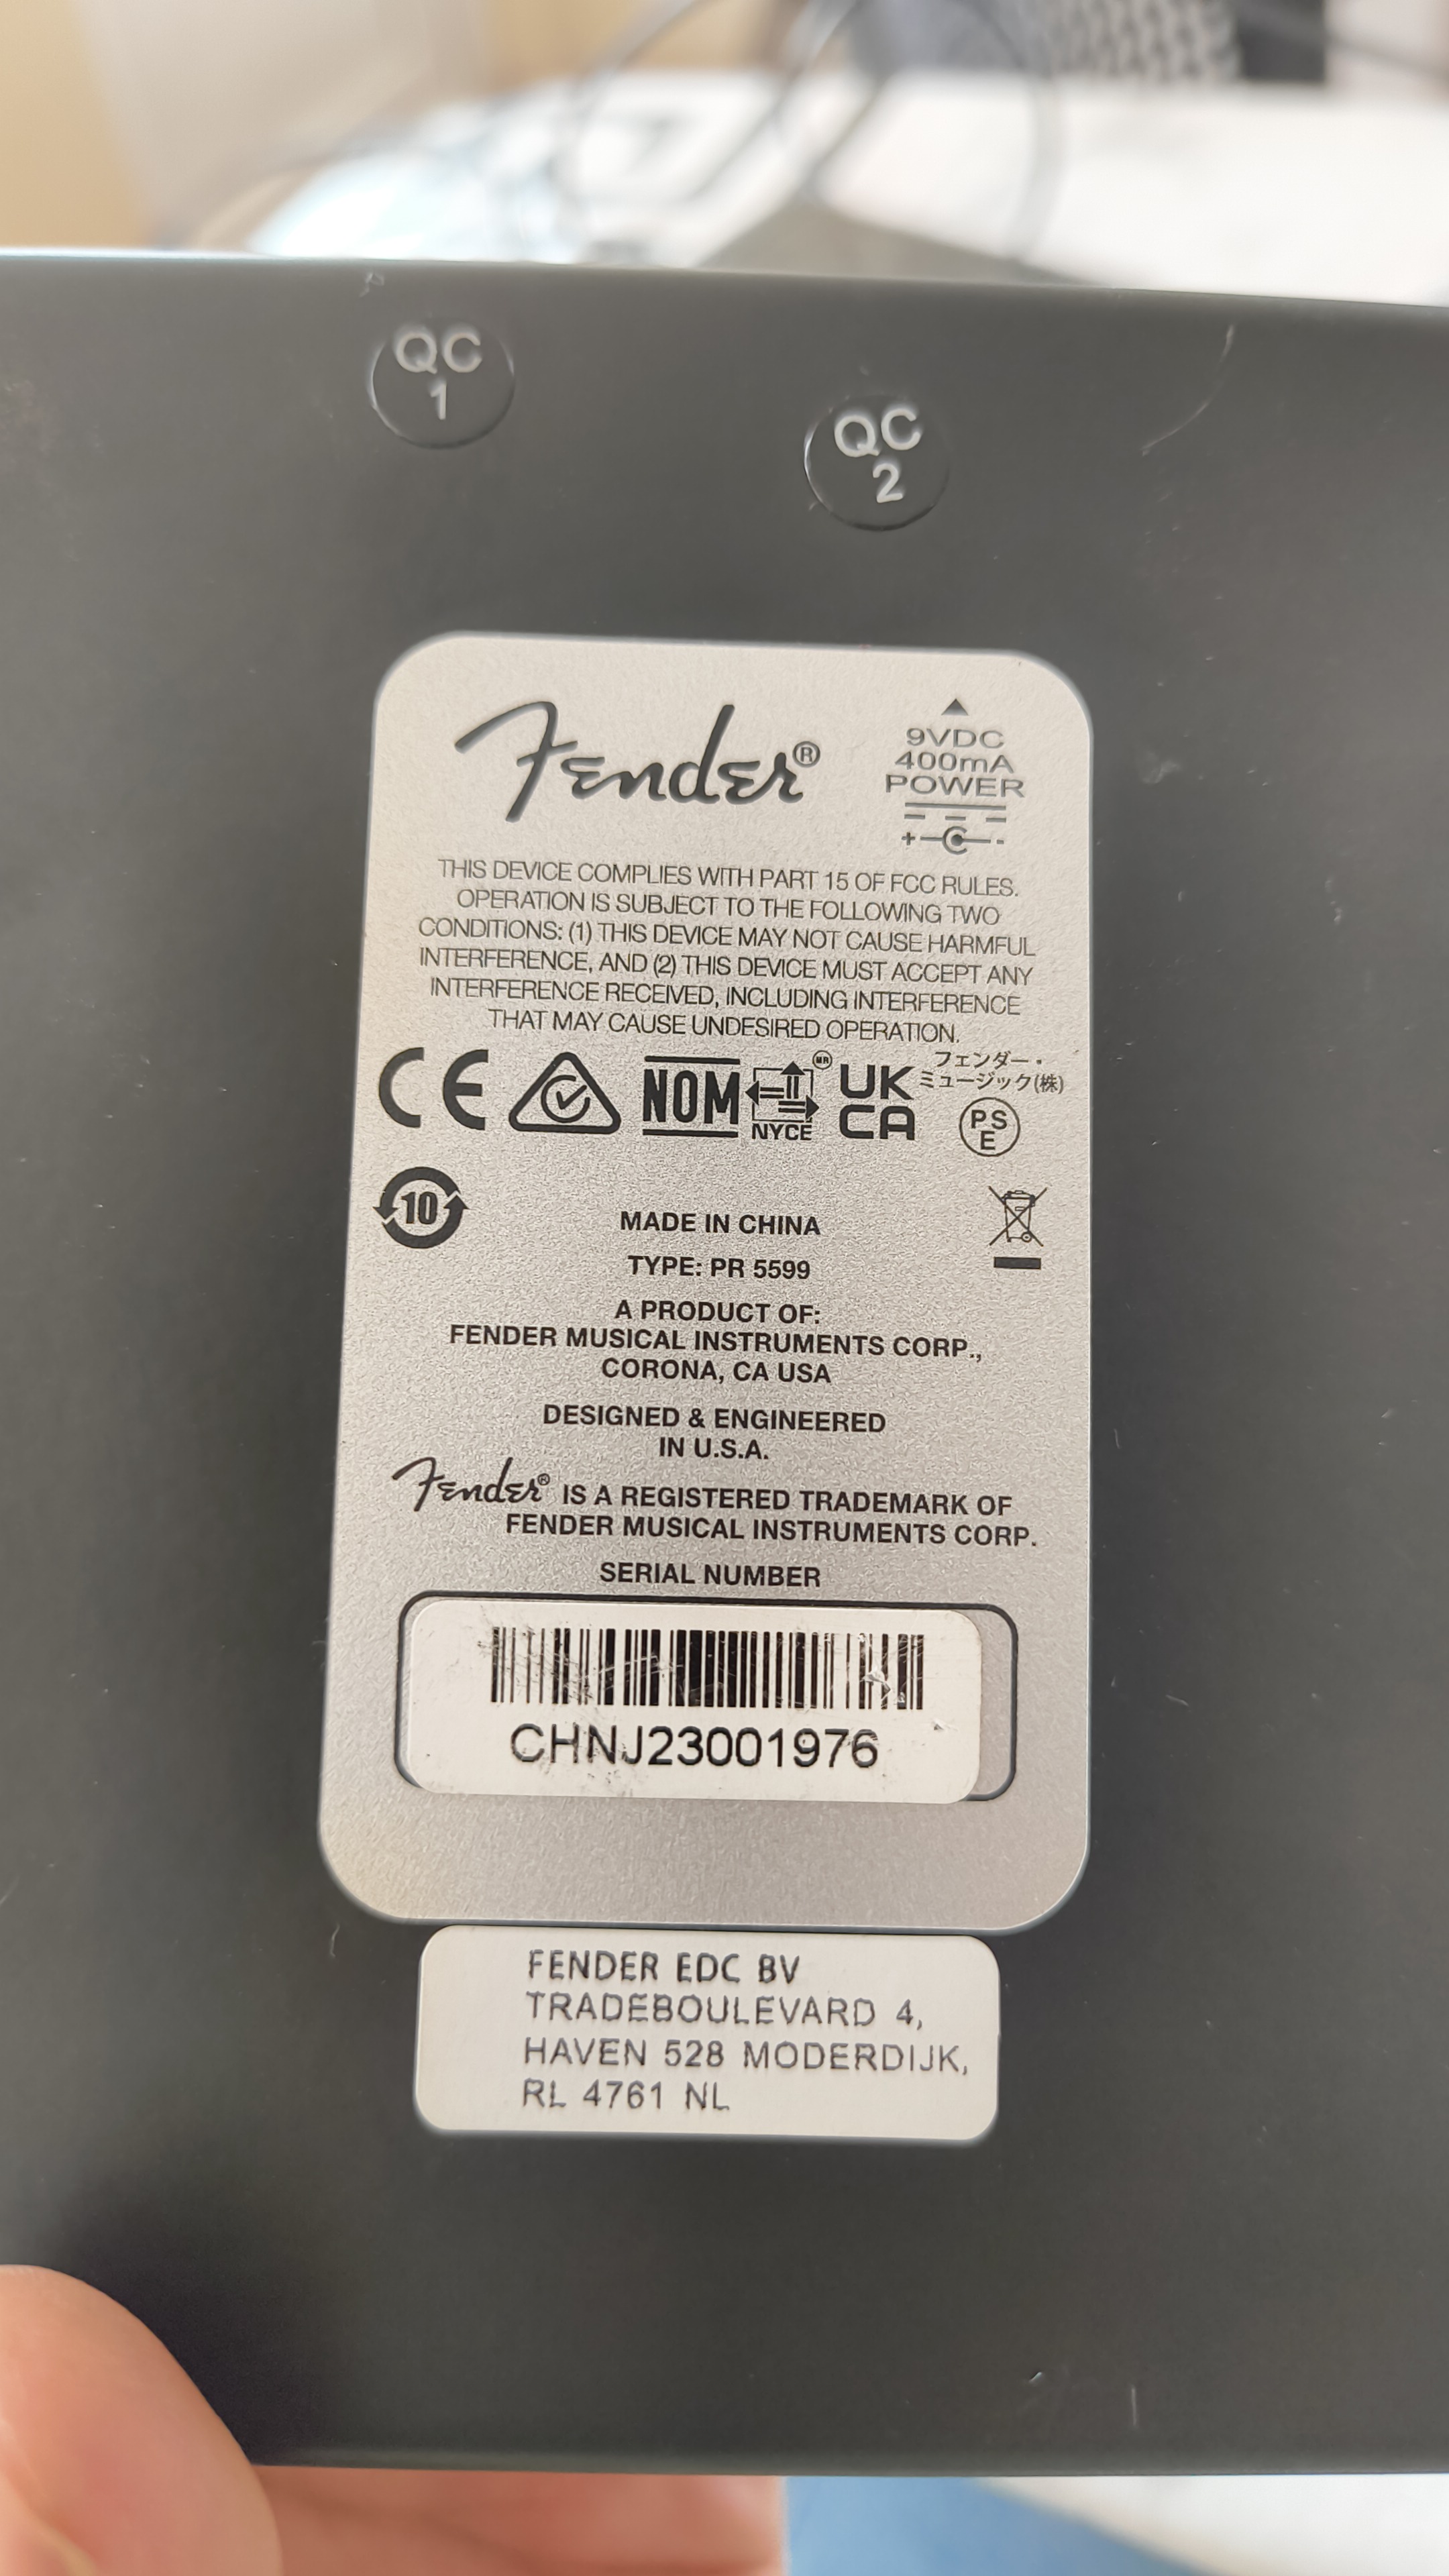 QC
1
QC
2
Fender®
9VDC
400mA
POWER
+ -
THIS DEVICE COMPLIES WITH PART 15 OF FCC RULES.
OPERATION IS SUBJECT TO THE FOLLOWING TWO
CONDITIONS: (1) THIS DEVICE MAY NOT CAUSE HARMFUL
INTERFERENCE, AND (2) THIS DEVICE MUST ACCEPT ANY
INTERFERENCE RECEIVED, INCLUDING INTERFERENCE
THAT MAY CAUSE UNDESIRED OPERATION.
CE
NOM
MR
NYCE
UK
CA
フェンダー・
ミュージック(株)
PS
E
10
MADE IN CHINA
TYPE: PR 5599
A PRODUCT OF:
FENDER MUSICAL INSTRUMENTS CORP.,
CORONA, CA USA
DESIGNED & ENGINEERED
IN U.S.A.
Fender® IS A REGISTERED TRADEMARK OF
FENDER MUSICAL INSTRUMENTS CORP.
SERIAL NUMBER
CHNJ23001976
FENDER EDC BV
TRADEBOULEVARD 4,
HAVEN 528 MODERDIJK,
RL 4761 NL